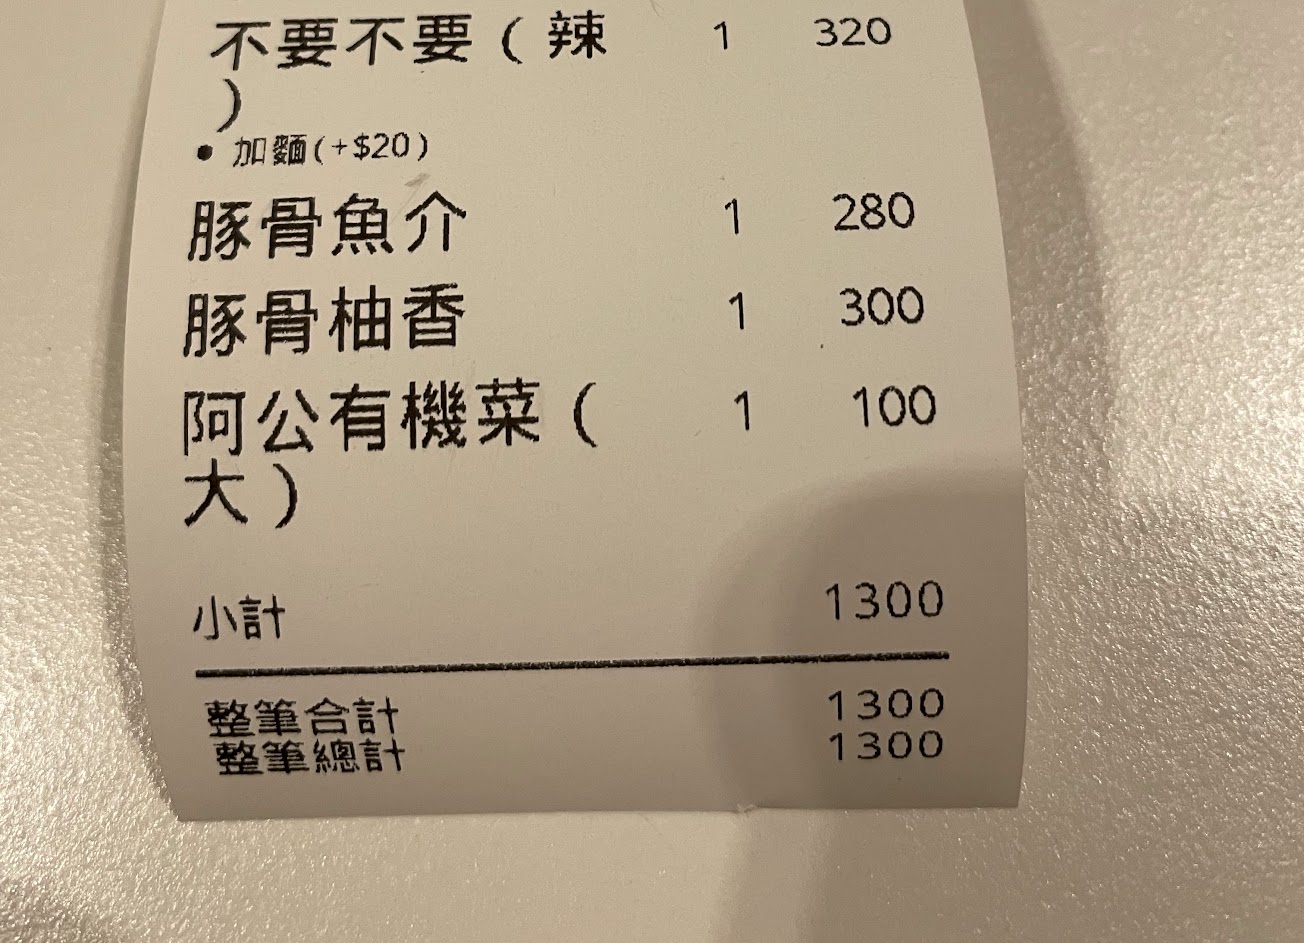 不要不要(辣 1 320
)
• 加麵(+$20)
豚骨魚介 1 280
豚骨柚香 1 300
阿公有機菜( 1 100
大)
小計 1300
整筆合計 1300
整筆總計 1300